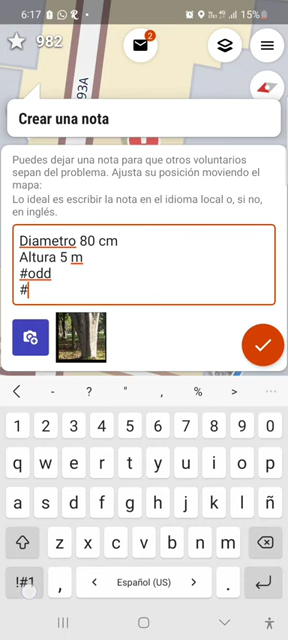 6:17
15%
982
2
93A
Crear una nota
Puedes dejar una nota para que otros voluntarios
sepan del problema. Ajusta su posición moviendo el
mapa:
Lo ideal es escribir la nota en el idioma local o, si no,
en inglés.
Diametro 80 cm
Altura 5 m
#odd
#
- ? " , % >
1 2 3 4 5 6 7 8 9 0
q w e r t y u i o p
a s d f g h j k l ñ
z x c v b n m
!#1 , < Español (US) > .